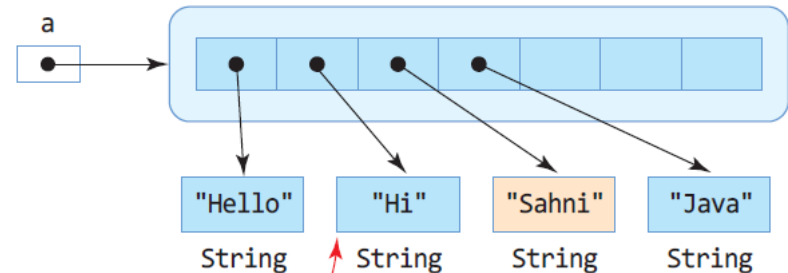 a
"Hello" "Hi" "Sahni" "Java"
String String String String